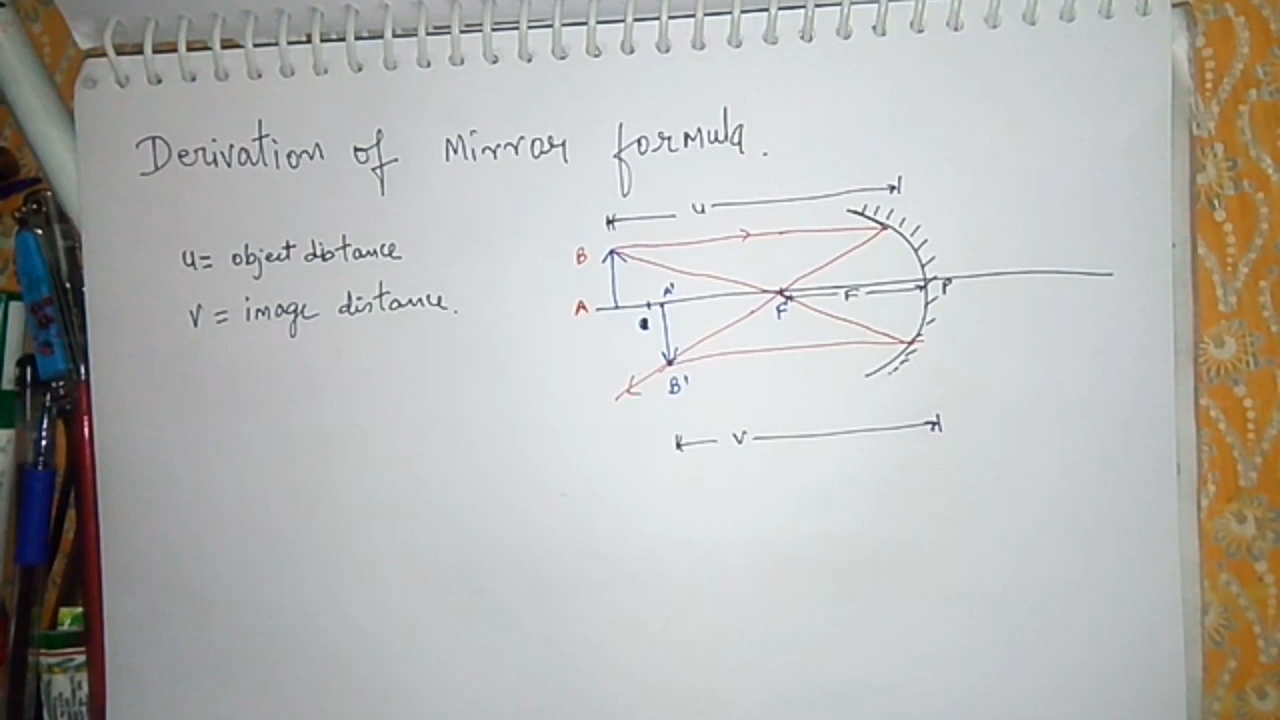 Derivation of Mirror formula.
u
u = object distance
B
v = image distance.
A
A'
F
F
P
B'
v